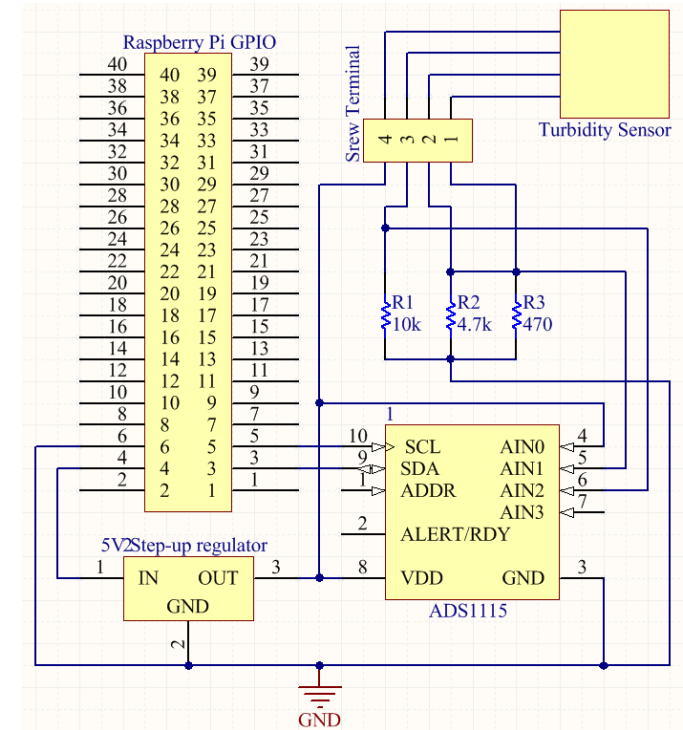 Raspberry Pi GPIO
40 40 39 39
38 38 37 37
36 36 35 35
34 34 33 33
32 32 31 31
30 30 29 29
28 28 27 27
26 26 25 25
24 24 23 23
22 22 21 21
20 20 19 19
18 18 17 17
16 16 15 15
14 14 13 13
12 12 11 11
10 10 9 9
8 8 7 7
6 6 5 5
4 4 3 3
2 2 1 1
Srew Terminal
4 3 2 1
Turbidity Sensor
R1
10k
R2
4.7k
R3
470
1
10 SCL AIN0 4
9 SDA AIN1 5
1 ADDR AIN2 6
AIN3 7
2 ALERT/RDY
8 VDD GND 3
ADS1115
5V2Step-up regulator
1 IN OUT 3
GND
2
GND